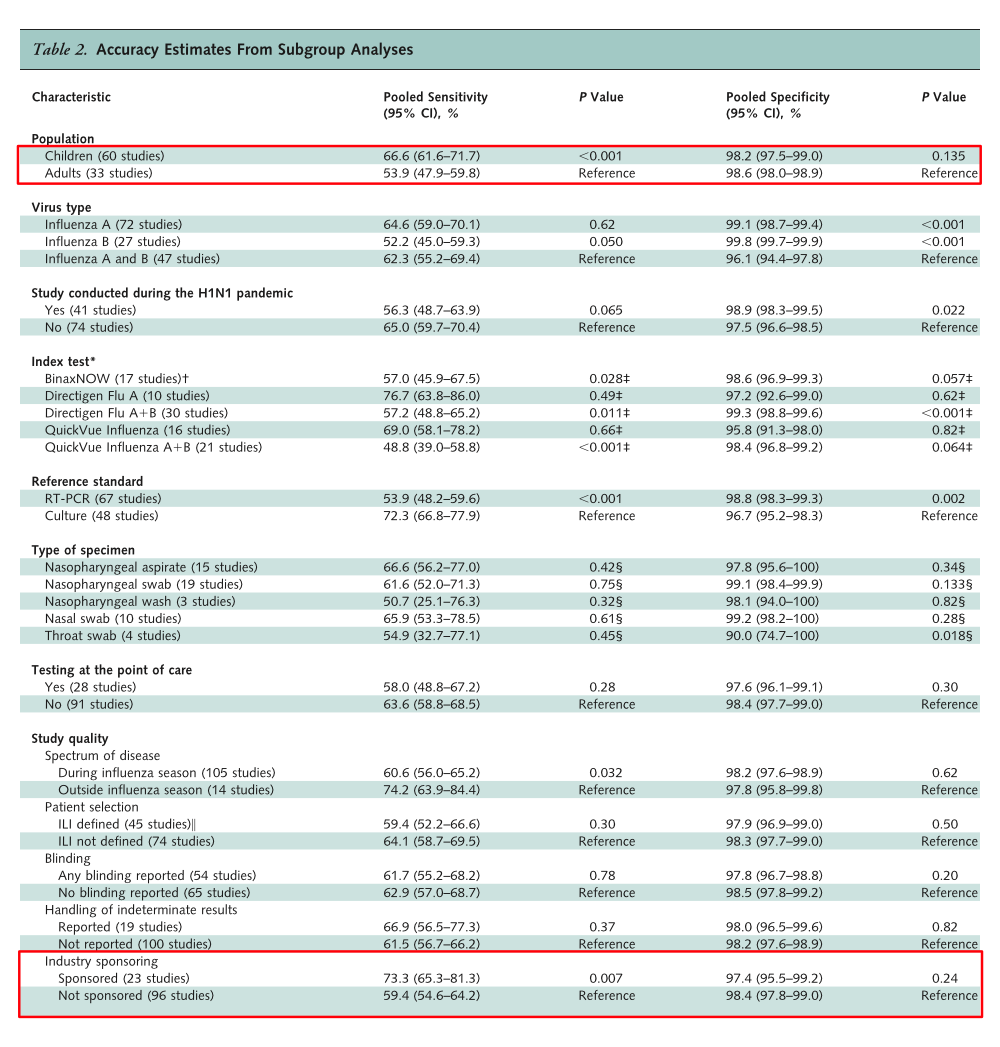 Table 2. Accuracy Estimates From Subgroup Analyses
Characteristic Pooled Sensitivity (95% CI), % P Value Pooled Specificity (95% CI), % P Value
Population
Children (60 studies) 66.6 (61.6–71.7) <0.001 98.2 (97.5–99.0) 0.135
Adults (33 studies) 53.9 (47.9–59.8) Reference 98.6 (98.0–98.9) Reference
Virus type
Influenza A (72 studies) 64.6 (59.0–70.1) 0.62 99.1 (98.7–99.4) <0.001
Influenza B (27 studies) 52.2 (45.0–59.3) 0.050 99.8 (99.7–99.9) <0.001
Influenza A and B (47 studies) 62.3 (55.2–69.4) Reference 96.1 (94.4–97.8) Reference
Study conducted during the H1N1 pandemic
Yes (41 studies) 56.3 (48.7–63.9) 0.065 98.9 (98.3–99.5) 0.022
No (74 studies) 65.0 (59.7–70.4) Reference 97.5 (96.6–98.5) Reference
Index test*
BinaxNOW (17 studies)† 57.0 (45.9–67.5) 0.028‡ 98.6 (96.9–99.3) 0.057‡
Directigen Flu A (10 studies) 76.7 (63.8–86.0) 0.49‡ 97.2 (92.6–99.0) 0.62‡
Directigen Flu A+B (30 studies) 57.2 (48.8–65.2) 0.011‡ 99.3 (98.8–99.6) <0.001‡
QuickVue Influenza (16 studies) 69.0 (58.1–78.2) 0.66‡ 95.8 (91.3–98.0) 0.82‡
QuickVue Influenza A+B (21 studies) 48.8 (39.0–58.8) <0.001‡ 98.4 (96.8–99.2) 0.064‡
Reference standard
RT-PCR (67 studies) 53.9 (48.2–59.6) <0.001 98.8 (98.3–99.3) 0.002
Culture (48 studies) 72.3 (66.8–77.9) Reference 96.7 (95.2–98.3) Reference
Type of specimen
Nasopharyngeal aspirate (15 studies) 66.6 (56.2–77.0) 0.42§ 97.8 (95.6–100) 0.34§
Nasopharyngeal swab (19 studies) 61.6 (52.0–71.3) 0.75§ 99.1 (98.4–99.9) 0.133§
Nasopharyngeal wash (3 studies) 50.7 (25.1–76.3) 0.32§ 98.1 (94.0–100) 0.82§
Nasal swab (10 studies) 65.9 (53.3–78.5) 0.61§ 99.2 (98.2–100) 0.28§
Throat swab (4 studies) 54.9 (32.7–77.1) 0.45§ 90.0 (74.7–100) 0.018§
Testing at the point of care
Yes (28 studies) 58.0 (48.8–67.2) 0.28 97.6 (96.1–99.1) 0.30
No (91 studies) 63.6 (58.8–68.5) Reference 98.4 (97.7–99.0) Reference
Study quality
Spectrum of disease
During influenza season (105 studies) 60.6 (56.0–65.2) 0.032 98.2 (97.6–98.9) 0.62
Outside influenza season (14 studies) 74.2 (63.9–84.4) Reference 97.8 (95.8–99.8) Reference
Patient selection
ILI defined (45 studies)‖ 59.4 (52.2–66.6) 0.30 97.9 (96.9–99.0) 0.50
ILI not defined (74 studies) 64.1 (58.7–69.5) Reference 98.3 (97.7–99.0) Reference
Blinding
Any blinding reported (54 studies) 61.7 (55.2–68.2) 0.78 97.8 (96.7–98.8) 0.20
No blinding reported (65 studies) 62.9 (57.0–68.7) Reference 98.5 (97.8–99.2) Reference
Handling of indeterminate results
Reported (19 studies) 66.9 (56.5–77.3) 0.37 98.0 (96.5–99.6) 0.82
Not reported (100 studies) 61.5 (56.7–66.2) Reference 98.2 (97.6–98.9) Reference
Industry sponsoring
Sponsored (23 studies) 73.3 (65.3–81.3) 0.007 97.4 (95.5–99.2) 0.24
Not sponsored (96 studies) 59.4 (54.6–64.2) Reference 98.4 (97.8–99.0) Reference